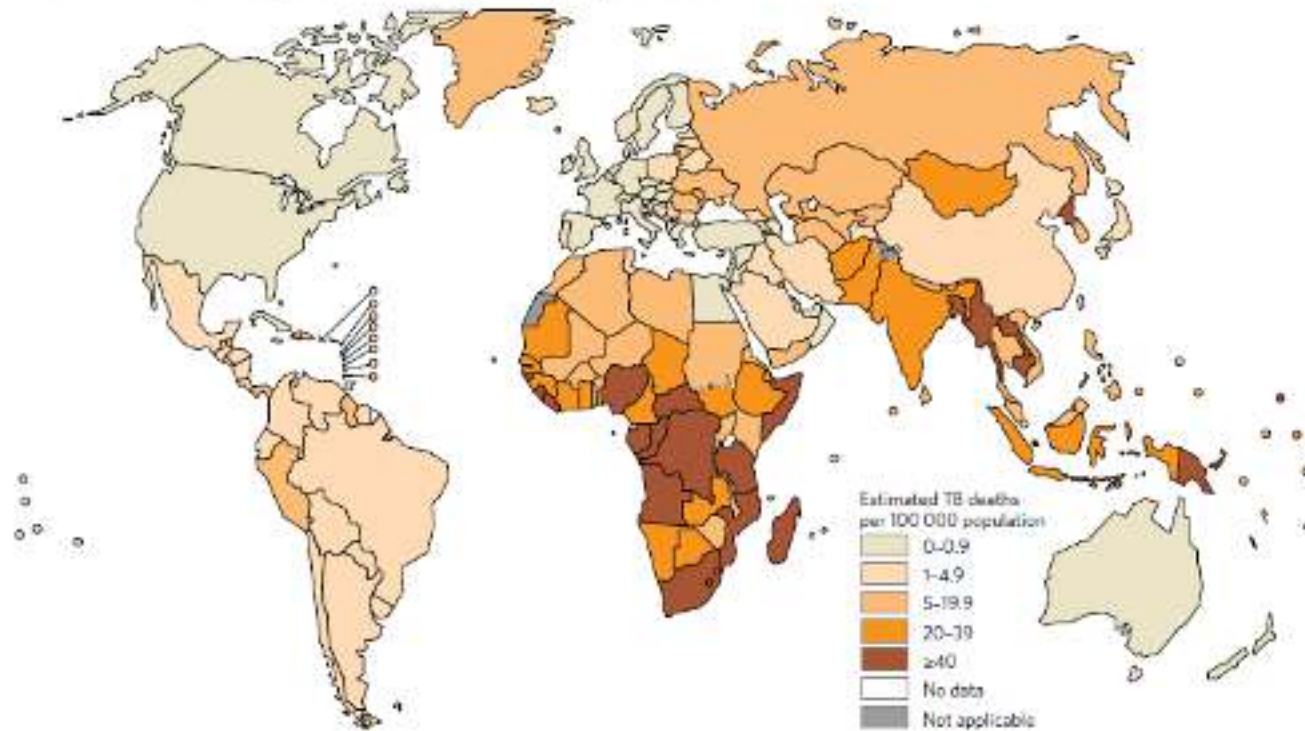 Estimated TB deaths
per 100 000 population
0–0.9
1–4.9
5–19.9
20–39
≥40
No data
Not applicable